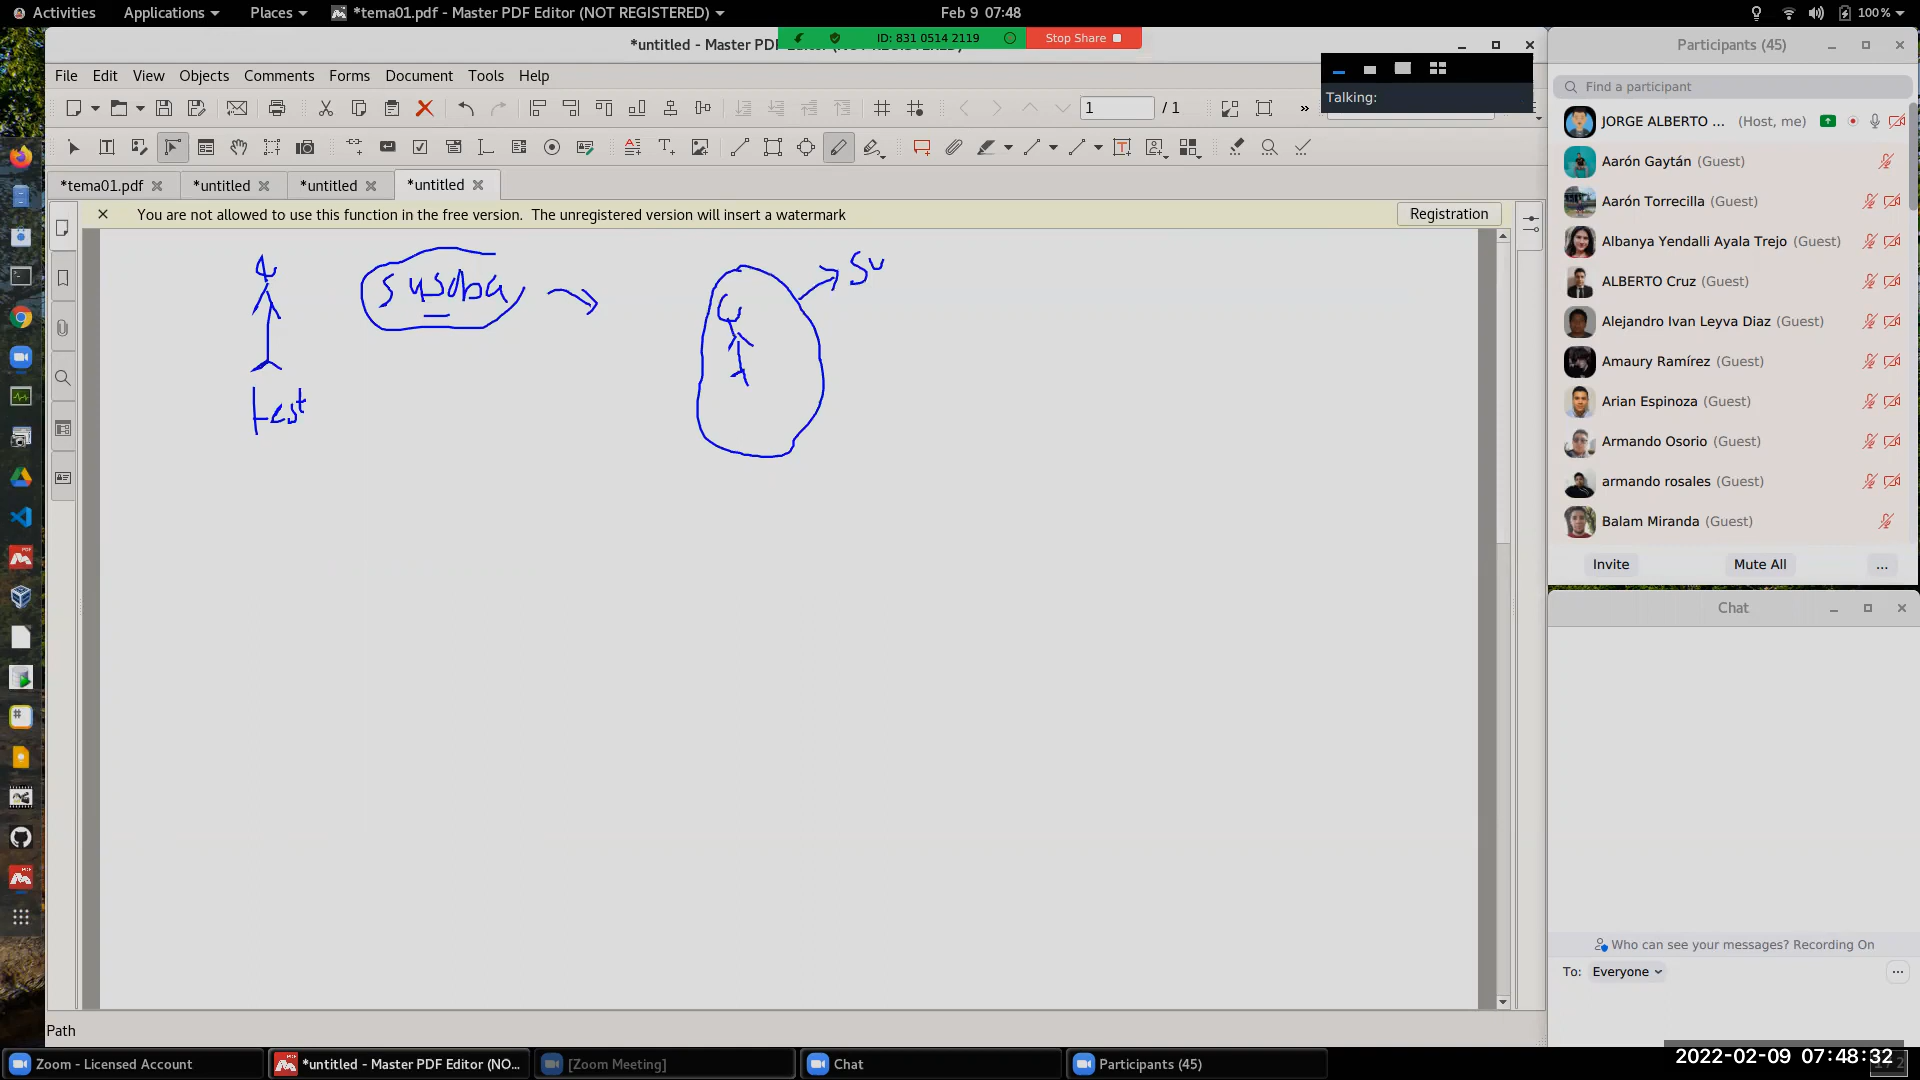 Activities Applications Places *tema01.pdf - Master PDF Editor (NOT REGISTERED) Feb 9 07:48 100%
*untitled - Master PD
ID: 831 0514 2119 Stop Share
Participants (45)
File Edit View Objects Comments Forms Document Tools Help
Talking:
Find a participant
1 / 1 »
JORGE ALBERTO ... (Host, me)
Aarón Gaytán (Guest)
*tema01.pdf *untitled *untitled *untitled
Aarón Torrecilla (Guest)
You are not allowed to use this function in the free version. The unregistered version will insert a watermark Registration
Albanya Yendalli Ayala Trejo (Guest)
ALBERTO Cruz (Guest)
Alejandro Ivan Leyva Diaz (Guest)
Amaury Ramírez (Guest)
Arian Espinoza (Guest)
Armando Osorio (Guest)
armando rosales (Guest)
Balam Miranda (Guest)
Su
test
Invite Mute All ...
Chat
Who can see your messages? Recording On
To: Everyone
Path
Zoom - Licensed Account *untitled - Master PDF Editor (NO... [Zoom Meeting] Chat Participants (45)
2022-02-09 07:48:32